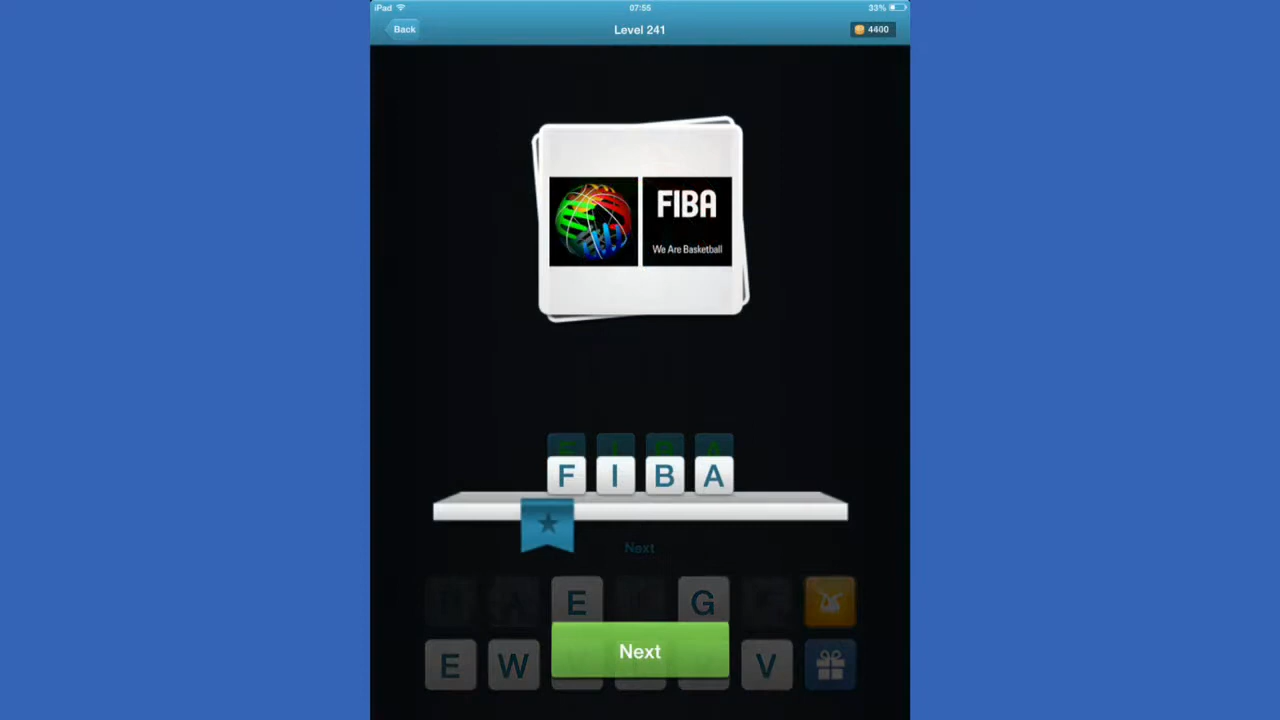 iPad 07:55 33%
Back Level 241 4400
FIBA
We Are Basketball
F I B A
Next
E G
Next
E W V